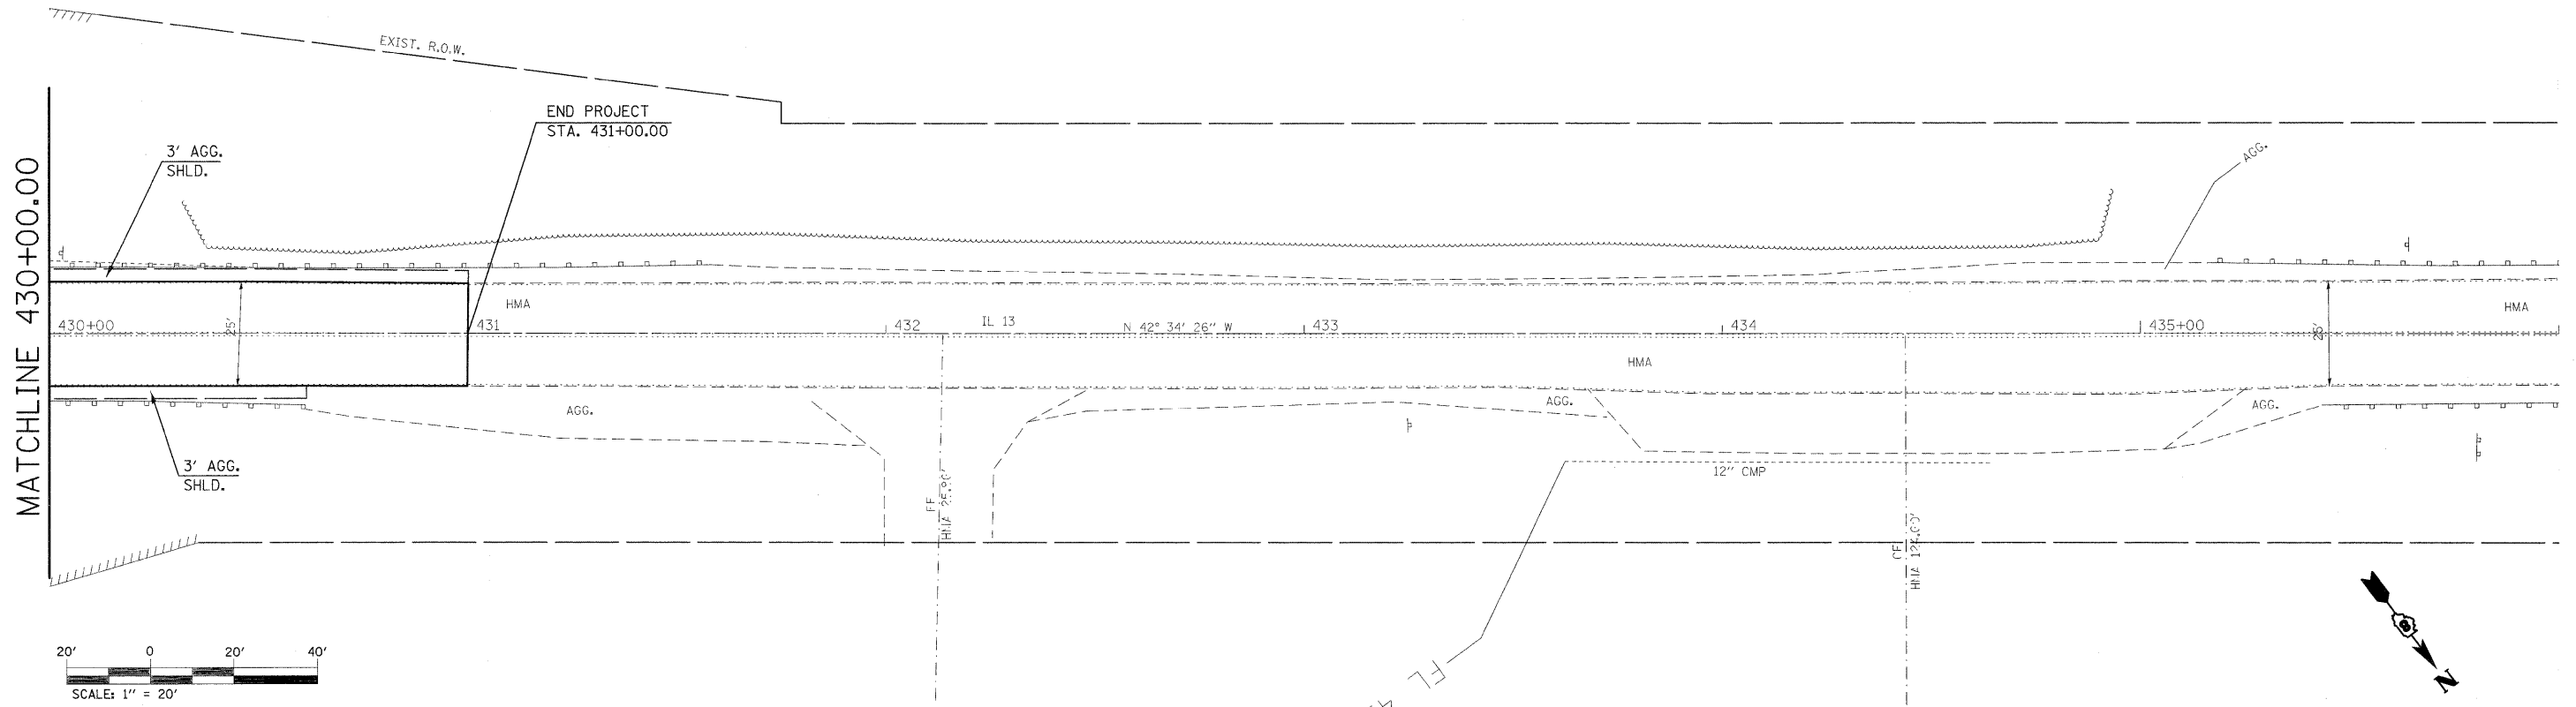 EXIST. R.O.W.
END PROJECT
STA. 431+00.00
3' AGG.
SHLD.
AGG.
MATCHLINE 430+00.00
HMA
HMA
430+00
431
432
IL 13
N 42° 34' 26" W
433
434
435+00
25'
25'
HMA
AGG.
AGG.
AGG.
3' AGG.
SHLD.
12" CMP
FF
HMA
CF
HMA
20' 0 20' 40'
SCALE: 1" = 20'
FL
N